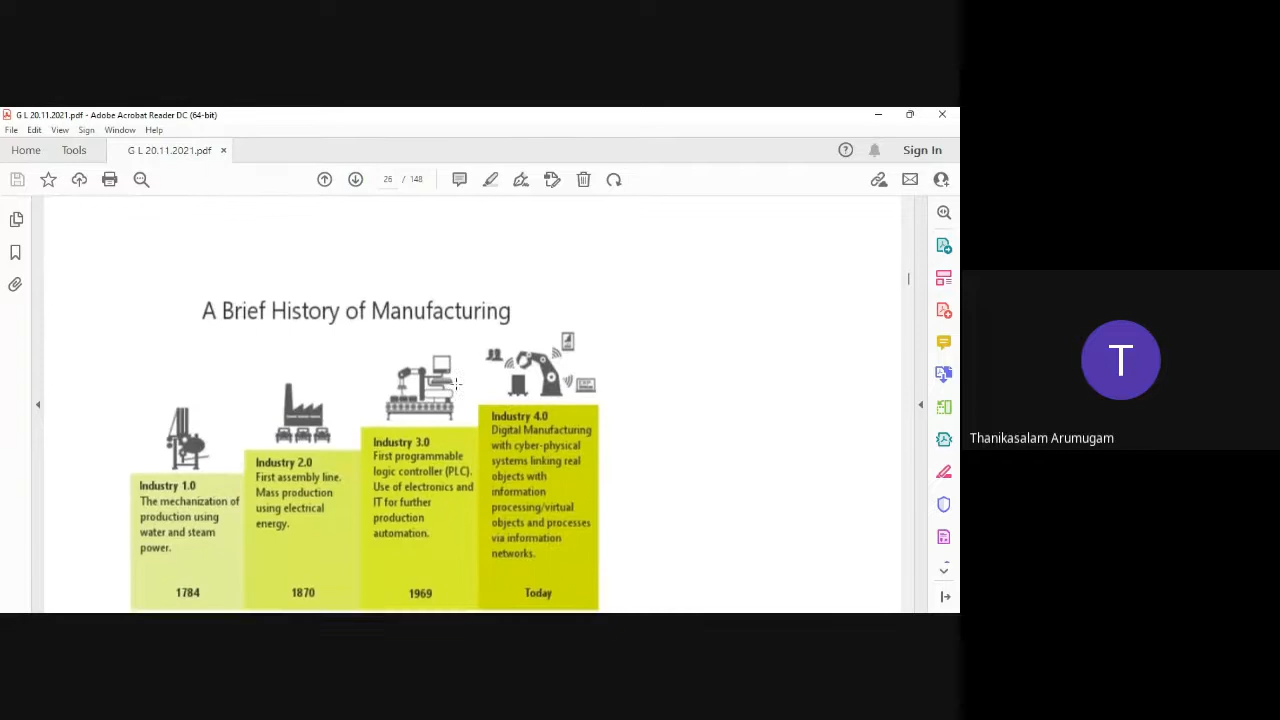 G L 20.11.2021.pdf - Adobe Acrobat Reader DC (64-bit)
File Edit View Sign Window Help
Home Tools G L 20.11.2021.pdf × Sign In
26 / 148
A Brief History of Manufacturing
Industry 1.0
The mechanization of
production using
water and steam
power.
1784
Industry 2.0
First assembly line.
Mass production
using electrical
energy.
1870
Industry 3.0
First programmable
logic controller (PLC).
Use of electronics and
IT for further
production
automation.
1969
Industry 4.0
Digital Manufacturing
with cyber-physical
systems linking real
objects with
information
processing/virtual
objects and processes
via information
networks.
Today
T
Thanikasalam Arumugam